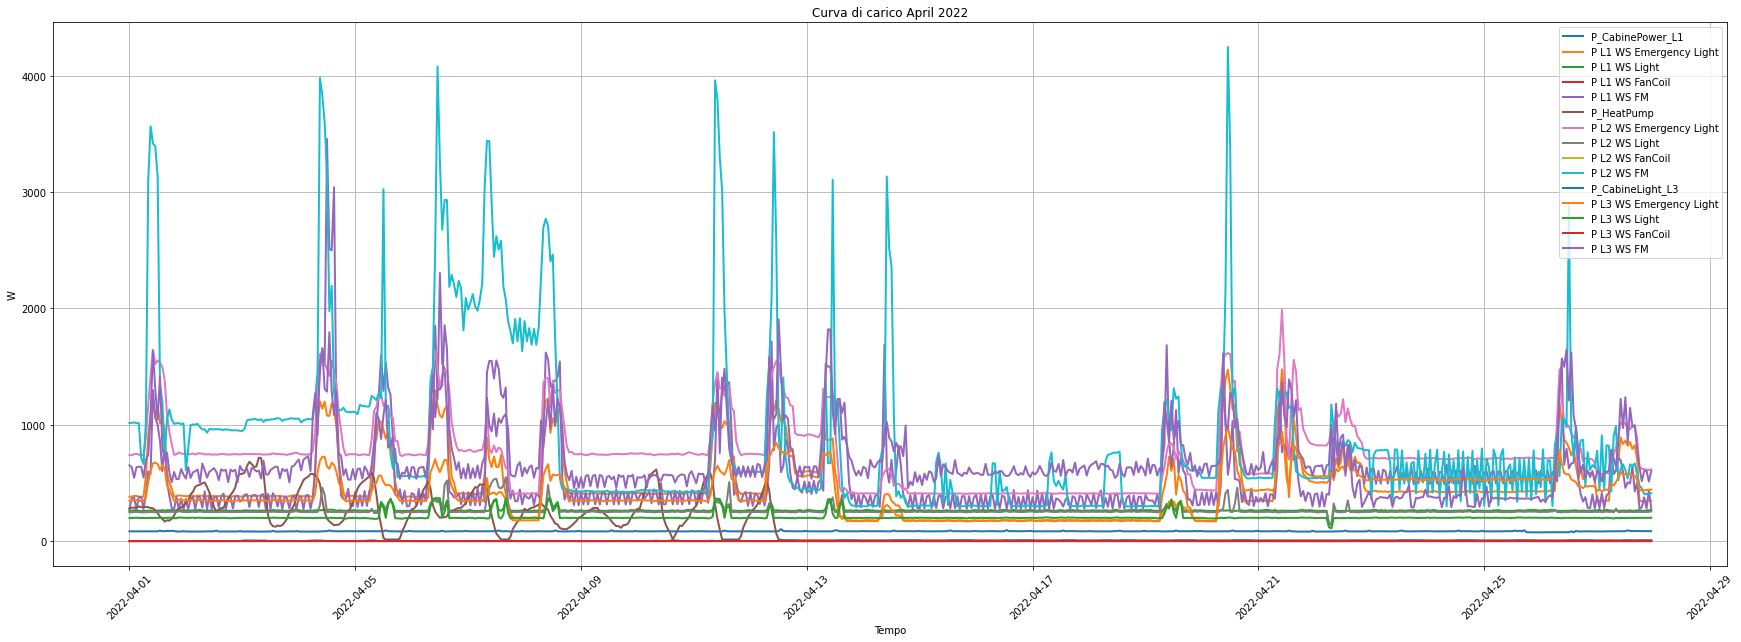 Curva di carico April 2022
P_CabinePower_L1
P L1 WS Emergency Light
P L1 WS Light
P L1 WS FanCoil
P L1 WS FM
P_HeatPump
P L2 WS Emergency Light
P L2 WS Light
P L2 WS FanCoil
P L2 WS FM
P_CabineLight_L3
P L3 WS Emergency Light
P L3 WS Light
P L3 WS FanCoil
P L3 WS FM
4000
3000
2000
1000
0
W
2022-04-01
2022-04-05
2022-04-09
2022-04-13
2022-04-17
2022-04-21
2022-04-25
2022-04-29
Tempo